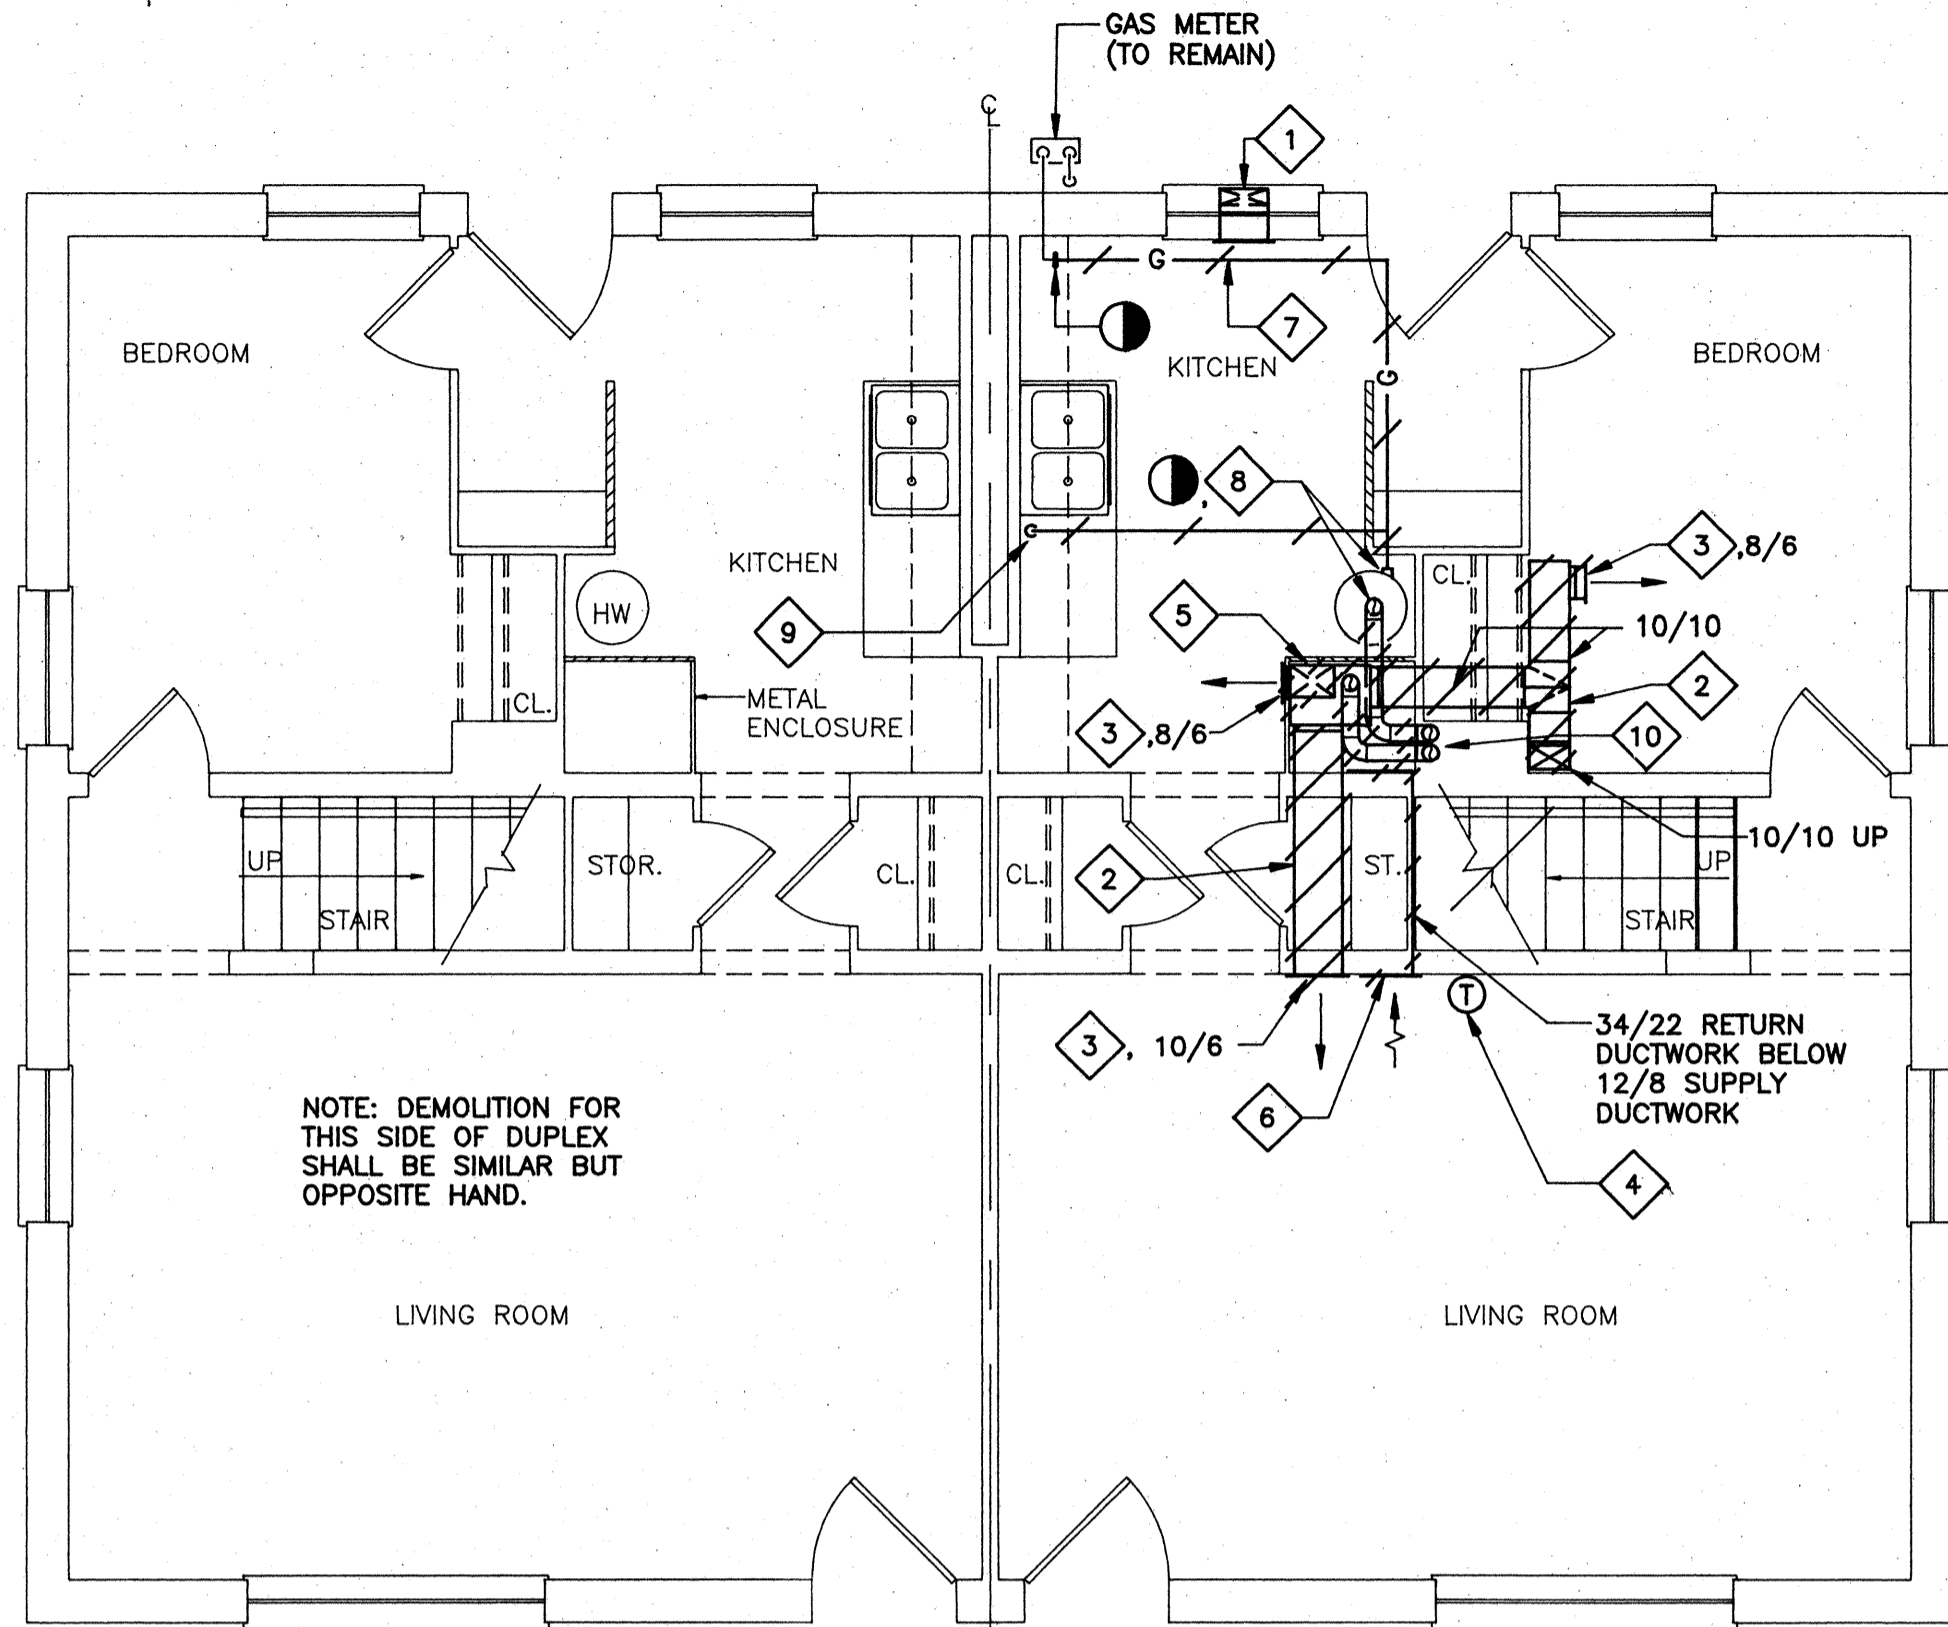 GAS METER
(TO REMAIN)
C L
1
G
7
BEDROOM
KITCHEN
BEDROOM
G
8
,
3 ,8/6
KITCHEN
CL.
HW
9
5
10/10
2
CL.
METAL
ENCLOSURE
3 ,8/6
10
10/10 UP
UP
STAIR
STOR.
CL.
CL.
2
ST.
UP
STAIR
T
3 , 10/6
6
34/22 RETURN
DUCTWORK BELOW
12/8 SUPPLY
DUCTWORK
4
NOTE: DEMOLITION FOR
THIS SIDE OF DUPLEX
SHALL BE SIMILAR BUT
OPPOSITE HAND.
LIVING ROOM
LIVING ROOM